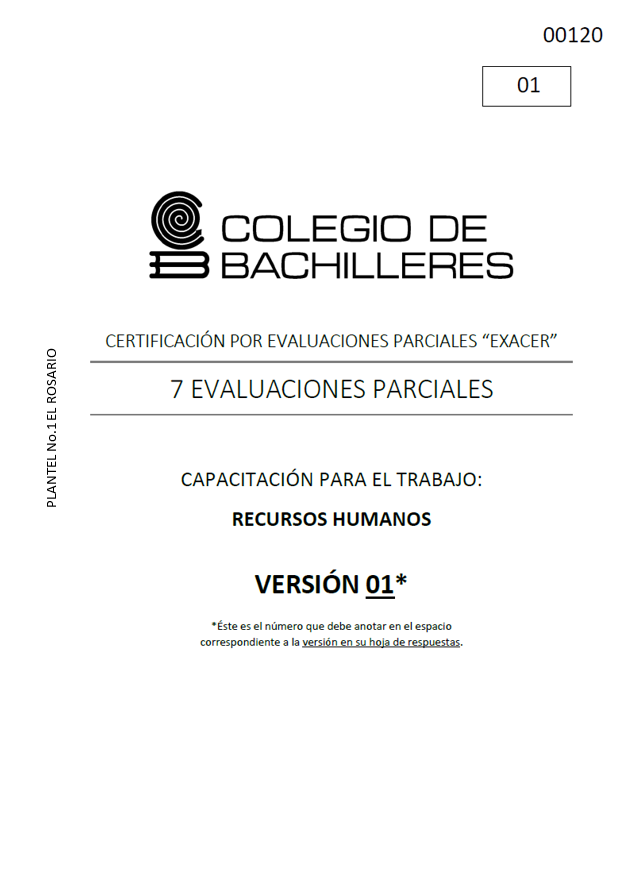 00120
01
COLEGIO DE
BACHILLERES
CERTIFICACIÓN POR EVALUACIONES PARCIALES “EXACER”
7 EVALUACIONES PARCIALES
PLANTEL No.1 EL ROSARIO
CAPACITACIÓN PARA EL TRABAJO:
RECURSOS HUMANOS
VERSIÓN 01*
*Éste es el número que debe anotar en el espacio
correspondiente a la versión en su hoja de respuestas.